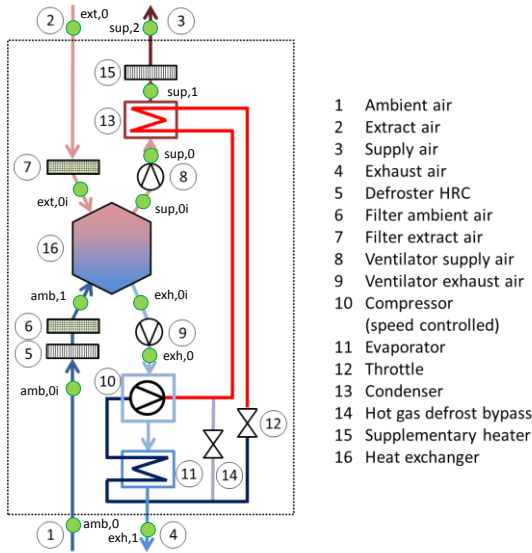 2
ext,0
sup,2
3
15
sup,1
13
sup,0
7
8
ext,0i
sup,0i
16
amb,1
exh,0i
6
9
5
exh,0
10
amb,0i
12
11
14
1
amb,0
exh,1
4
1 Ambient air
2 Extract air
3 Supply air
4 Exhaust air
5 Defroster HRC
6 Filter ambient air
7 Filter extract air
8 Ventilator supply air
9 Ventilator exhaust air
10 Compressor
(speed controlled)
11 Evaporator
12 Throttle
13 Condenser
14 Hot gas defrost bypass
15 Supplementary heater
16 Heat exchanger